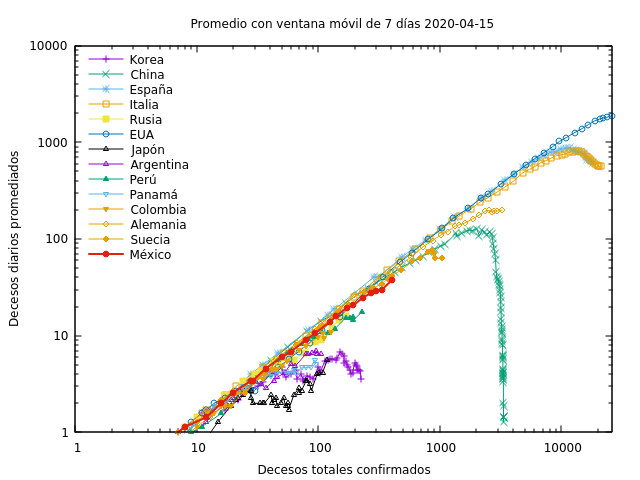 Promedio con ventana móvil de 7 días 2020-04-15
10000
1000
100
10
1
Decesos diarios promediados
Korea
China
España
Italia
Rusia
EUA
Japón
Argentina
Perú
Panamá
Colombia
Alemania
Suecia
México
1
10
100
1000
10000
Decesos totales confirmados